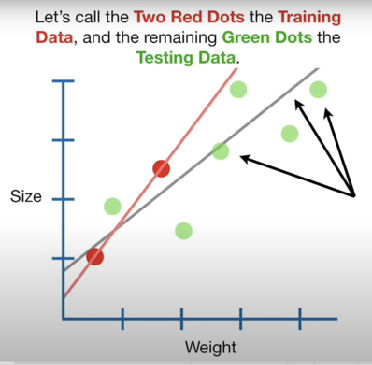 Let's call the Two Red Dots the Training
Data, and the remaining Green Dots the
Testing Data.
Size
Weight